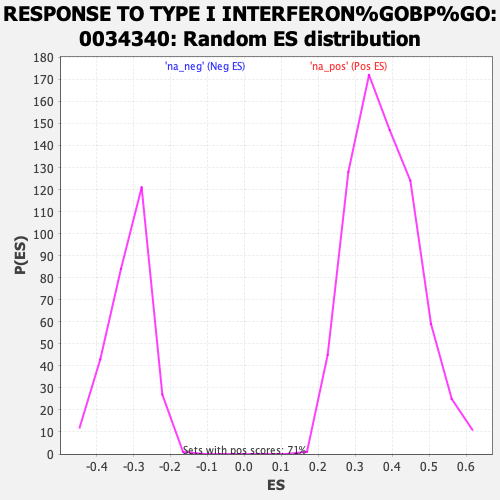 RESPONSE TO TYPE I INTERFERON%GOBP%GO:
0034340: Random ES distribution
'na_neg' (Neg ES)
'na_pos' (Pos ES)
180
170
160
150
140
130
120
110
100
90
80
70
60
50
40
30
20
10
0
P(ES)
Sets with pos scores: 71%
-0.4 -0.3 -0.2 -0.1 0.0 0.1 0.2 0.3 0.4 0.5 0.6
ES